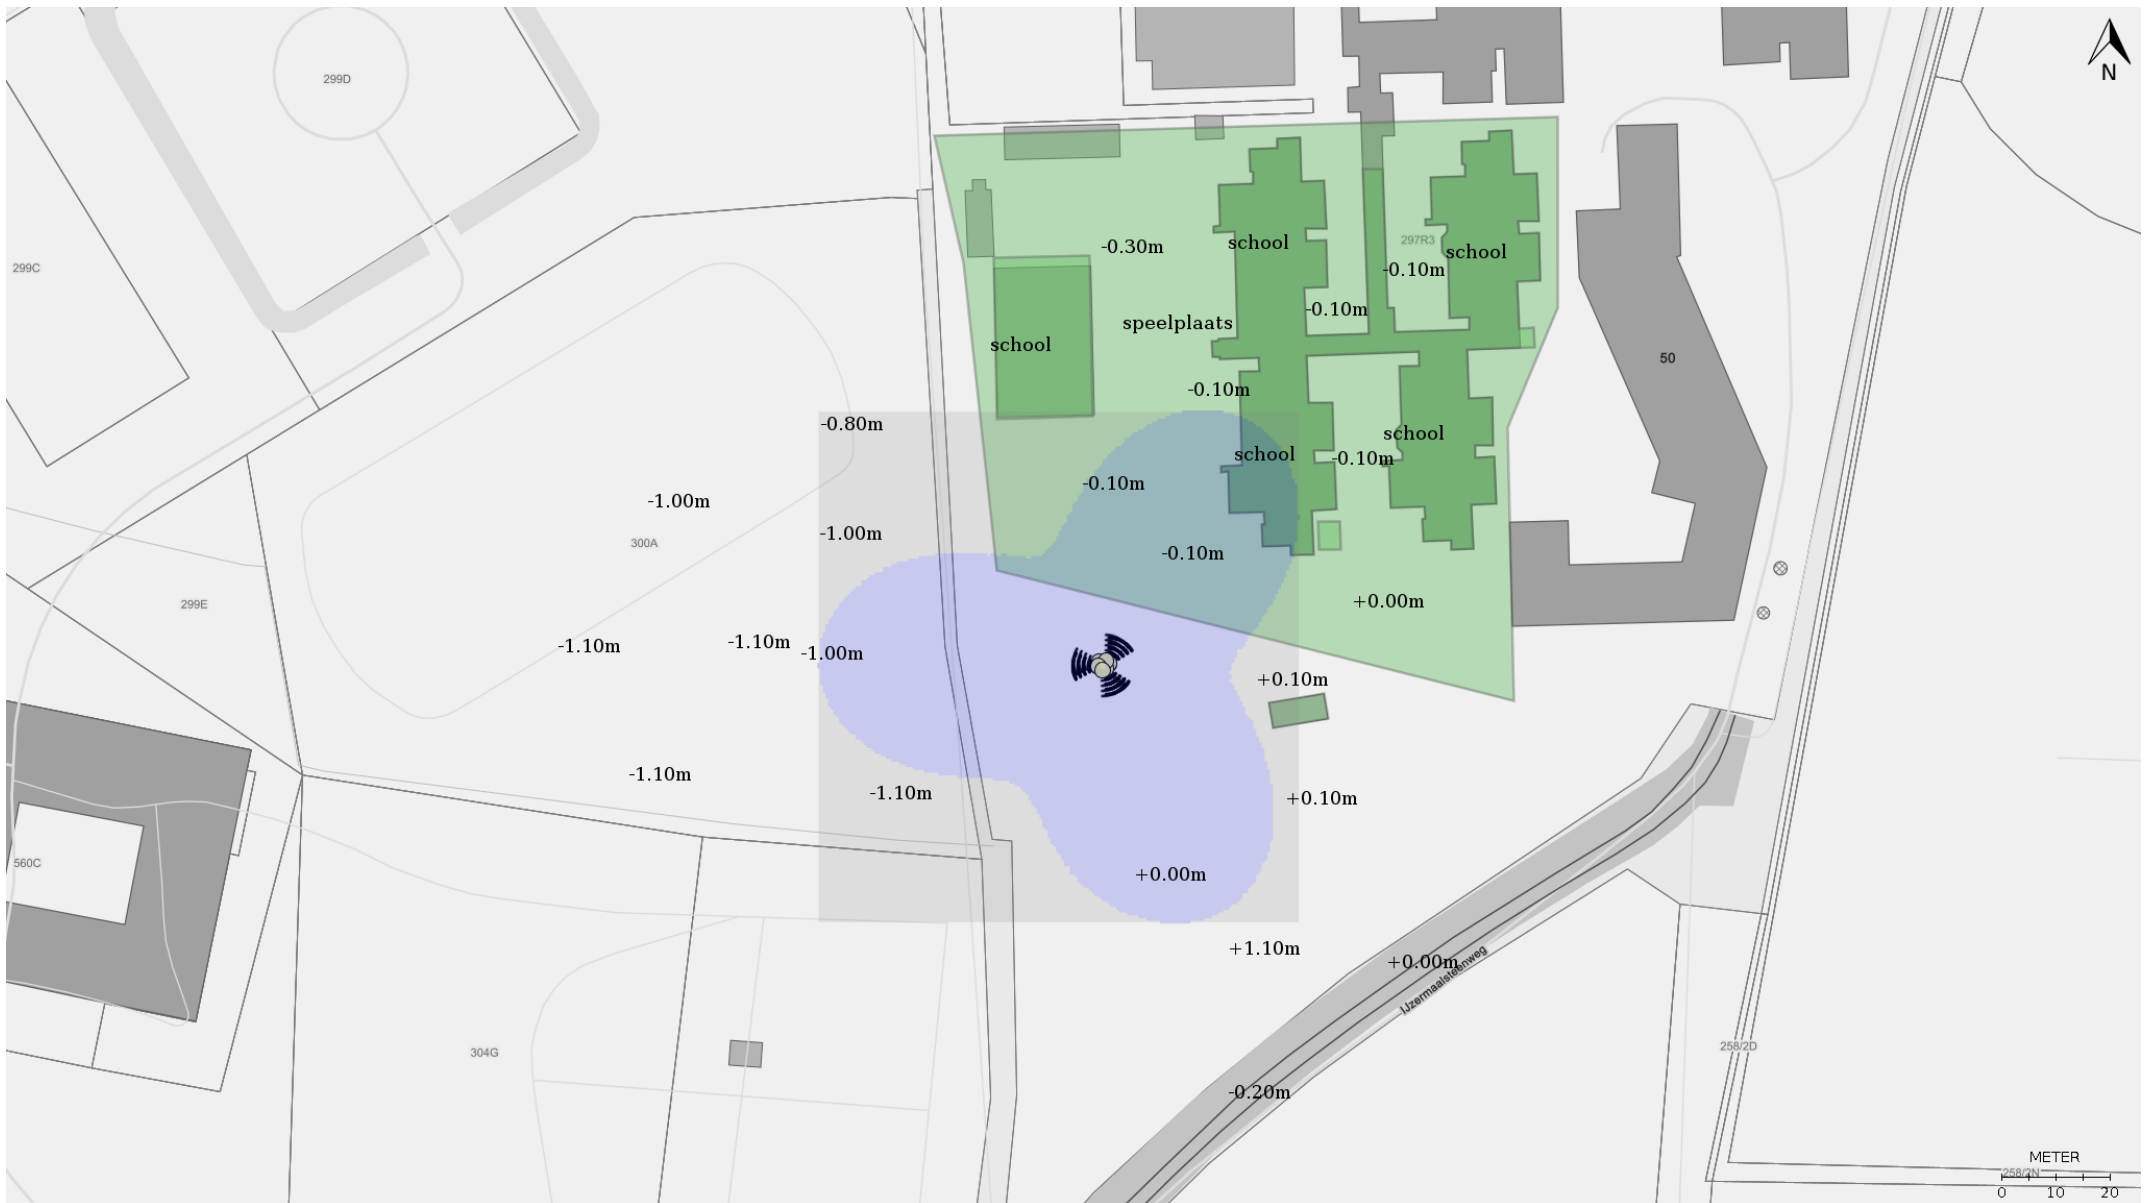 N
299D
299C
-0.30m
school
297R3
school
-0.10m
-0.10m
speelplaats
school
50
-0.10m
-0.80m
school
school
-0.10m
-0.10m
-1.00m
-1.00m
300A
-0.10m
299E
+0.00m
-1.10m
-1.10m
-1.00m
+0.10m
-1.10m
-1.10m
+0.10m
560C
+0.00m
+1.10m
+0.00m
IJzermaalsteenweg
304G
258/2D
-0.20m
METER
258/2N
0 10 20